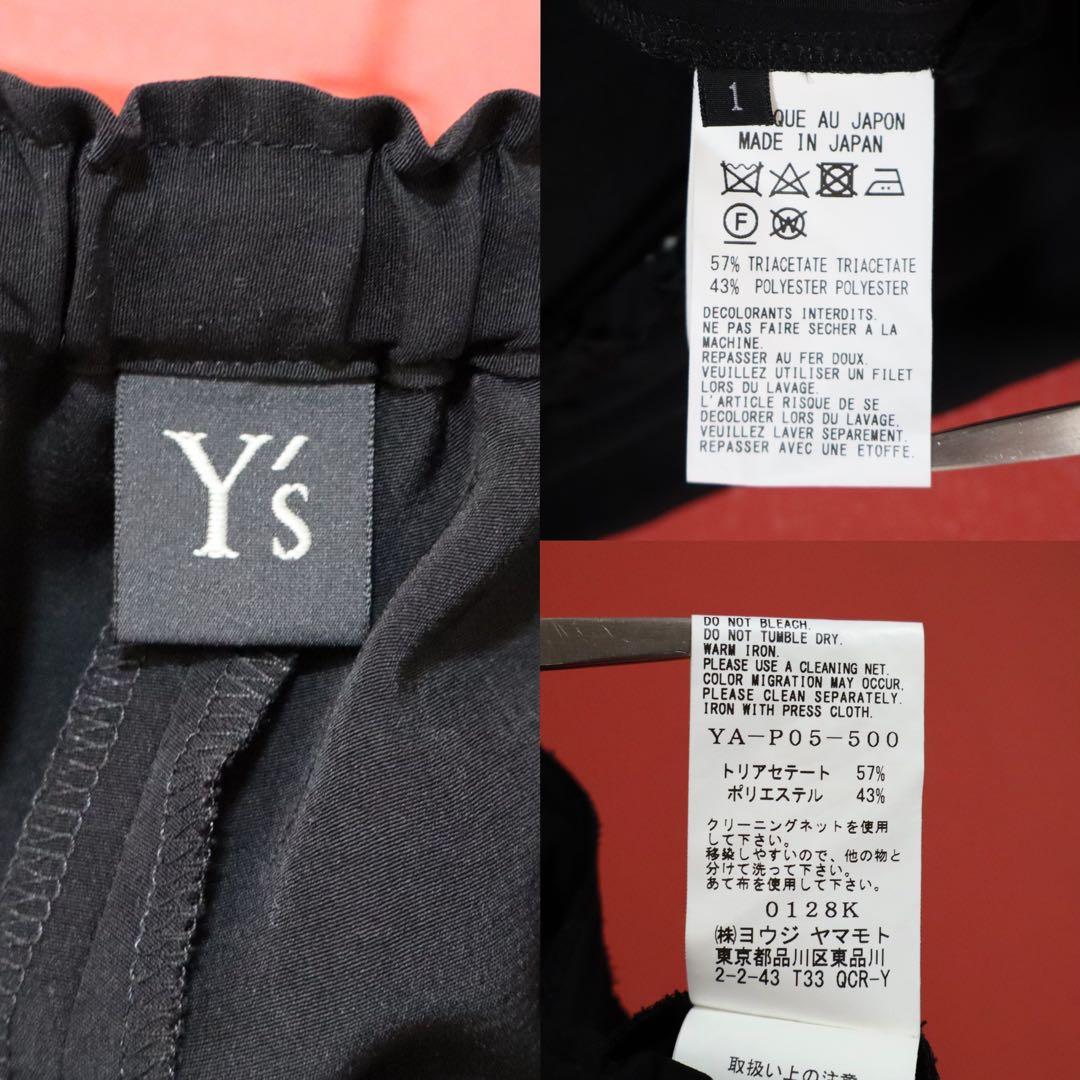 Y's
1
QUE AU JAPON
MADE IN JAPAN
F W
57% TRIACETATE TRIACETATE
43% POLYESTER POLYESTER
DECOLORANTS INTERDITS.
NE PAS FAIRE SECHER A LA
MACHINE.
REPASSER AU FER DOUX.
VEUILLEZ UTILISER UN FILET
LORS DU LAVAGE.
L'ARTICLE RISQUE DE SE
DECOLORER LORS DU LAVAGE,
VEUILLEZ LAVER SEPAREMENT.
REPASSER AVEC UNE ETOFFE.
DO NOT BLEACH.
DO NOT TUMBLE DRY.
WARM IRON.
PLEASE USE A CLEANING NET.
COLOR MIGRATION MAY OCCUR,
PLEASE CLEAN SEPARATELY.
IRON WITH PRESS CLOTH.
YA-P05-500
トリアセテート 57%
ポリエステル 43%
クリーニングネットを使用
して下さい。
移染しやすいので、他の物と
分けて洗って下さい。
あて布を使用して下さい。
0128K
㈱ヨウジ ヤマモト
東京都品川区東品川
2-2-43 T33 QCR-Y
取扱い上の注意